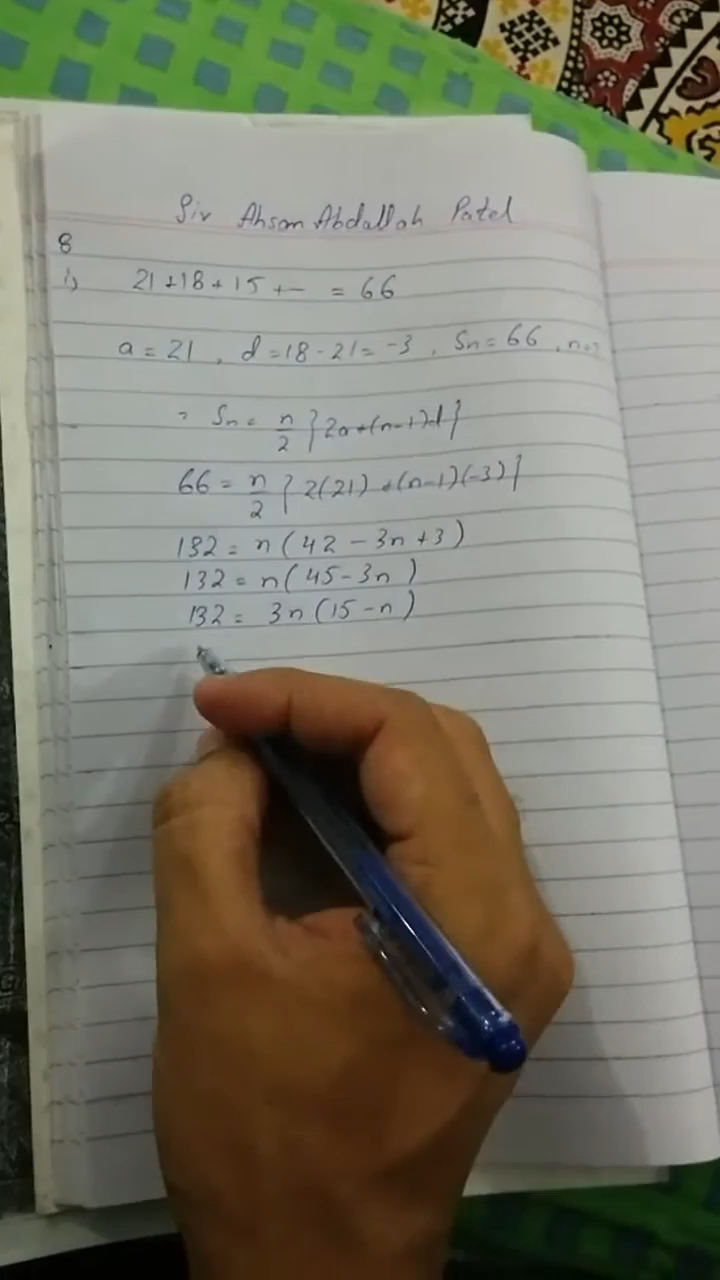 Sir Ahsan Abdallah Patel
8
i) 21 + 18 + 15 + — = 66
a = 21 , d = 18 - 21 = -3 , Sn = 66 , n = ?
Sn = n/2 {2a + (n-1)d}
66 = n/2 {2(21) + (n-1)(-3)}
132 = n(42 - 3n + 3)
132 = n(45 - 3n)
132 = 3n(15 - n)